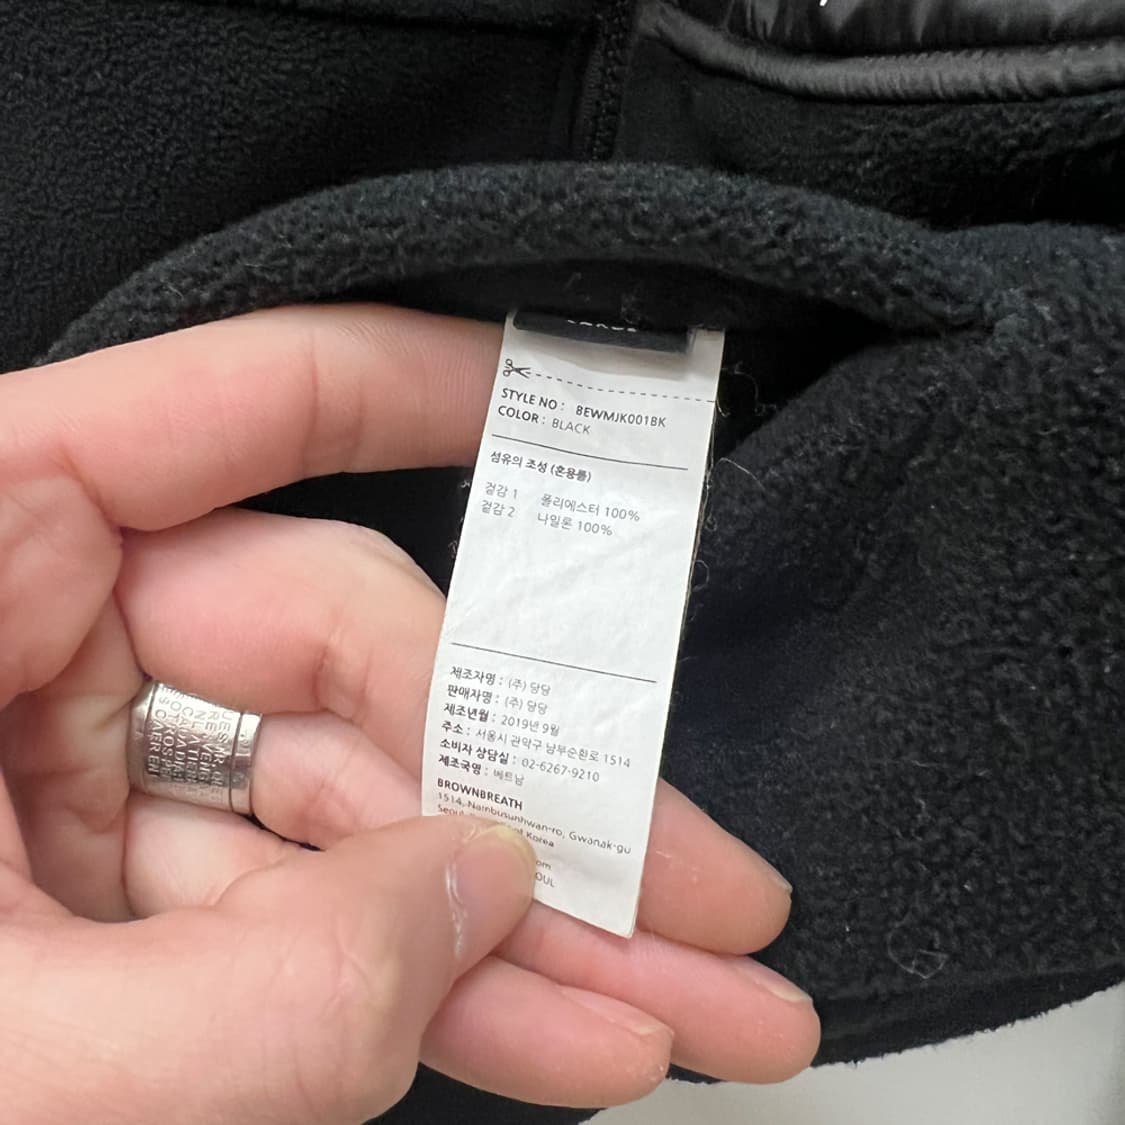 STYLE NO : BEWMJK001BK
COLOR : BLACK
섬유의 조성 (혼용률)
겉감 1 폴리에스터 100%
겉감 2 나일론 100%
제조자명 : (주) 당당
판매자명 : (주) 당당
제조년월 : 2019년 9월
주소 : 서울시 관악구 남부순환로 1514
소비자 상담실 : 02-6267-9210
제조국명 : 베트남
BROWNBREATH
1514, Nambusunhwan-ro, Gwanak-gu
Seoul, Korea